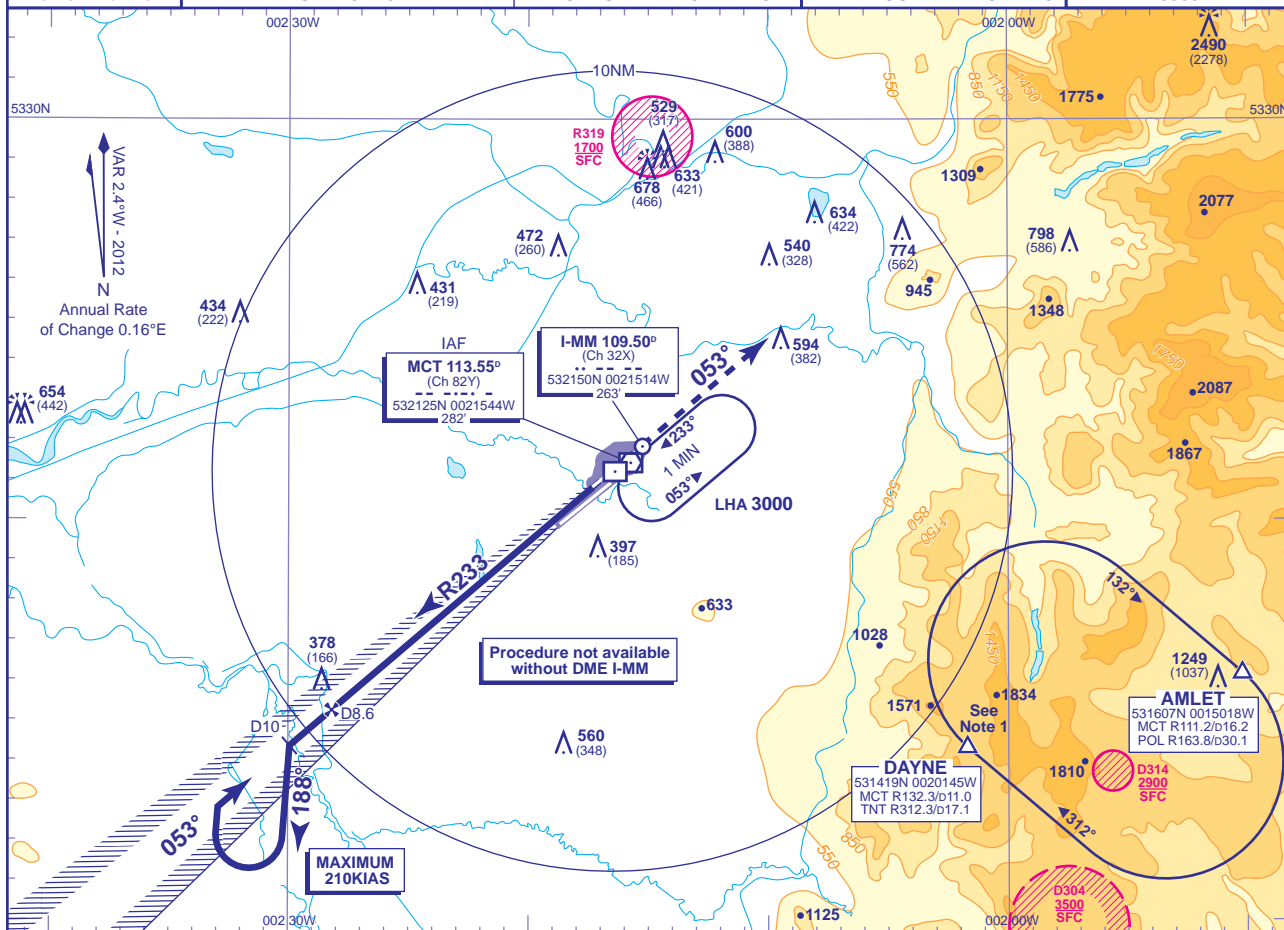 002 30W
002 00W
10NM
5330N
5330N
VAR 2.4°W - 2012
N
Annual Rate
of Change 0.16°E
R319
1700
SFC
529
(317)
678
(466)
633
(421)
600
(388)
634
(422)
540
(328)
774
(562)
945
472
(260)
431
(219)
434
(222)
654
(442)
550
850
1150
1450
1775
2490
(2278)
1309
2077
798
(586)
1348
1750
2087
1867
594
(382)
IAF
MCT 113.55D
(Ch 82Y)
-- -·-· -
532125N 0021544W
282'
I-MM 109.50D
(Ch 32X)
·· -- --
532150N 0021514W
263'
053°
233°
1 MIN
053°
LHA 3000
397
(185)
633
R233
378
(166)
D8.6
D10
188°
053°
MAXIMUM
210KIAS
Procedure not available
without DME I-MM
560
(348)
550
850
1150
1450
1028
1571
1834
See
Note 1
132°
312°
1249
(1037)
AMLET
531607N 0015018W
MCT R111.2/D16.2
POL R163.8/D30.1
DAYNE
531419N 0020145W
MCT R132.3/D11.0
TNT R312.3/D17.1
1810
D314
2900
SFC
D304
3500
SFC
850
550
1125
002 30W
002 00W